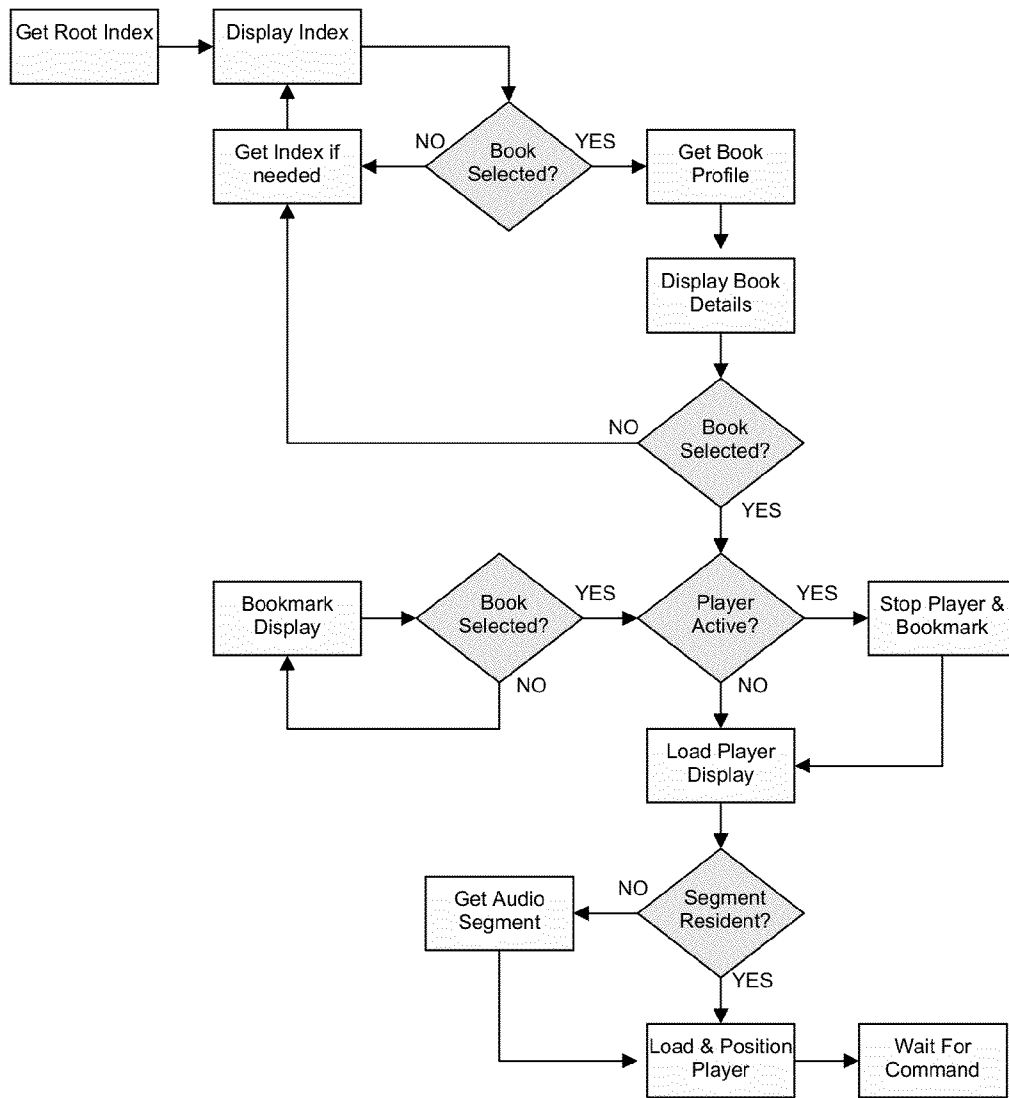 Get Root Index
Display Index
NO
Book
Selected?
YES
Get Index if
needed
Get Book
Profile
Display Book
Details
NO
Book
Selected?
YES
Bookmark
Display
Book
Selected?
YES
NO
Player
Active?
YES
NO
Stop Player &
Bookmark
Load Player
Display
Get Audio
Segment
NO
Segment
Resident?
YES
Load & Position
Player
Wait For
Command